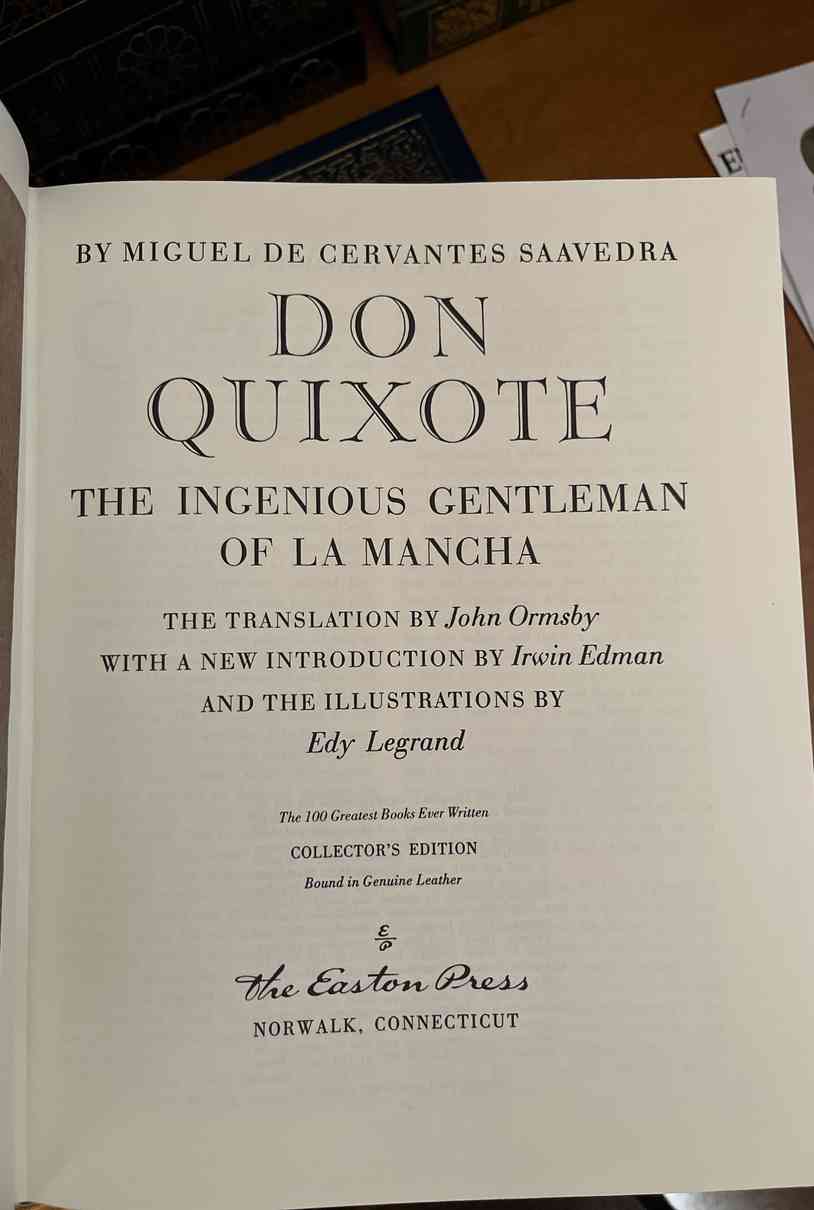 BY MIGUEL DE CERVANTES SAAVEDRA
DON
QUIXOTE
THE INGENIOUS GENTLEMAN
OF LA MANCHA
THE TRANSLATION BY John Ormsby
WITH A NEW INTRODUCTION BY Irwin Edman
AND THE ILLUSTRATIONS BY
Edy Legrand
The 100 Greatest Books Ever Written
COLLECTOR'S EDITION
Bound in Genuine Leather
E
P
The Easton Press
NORWALK, CONNECTICUT